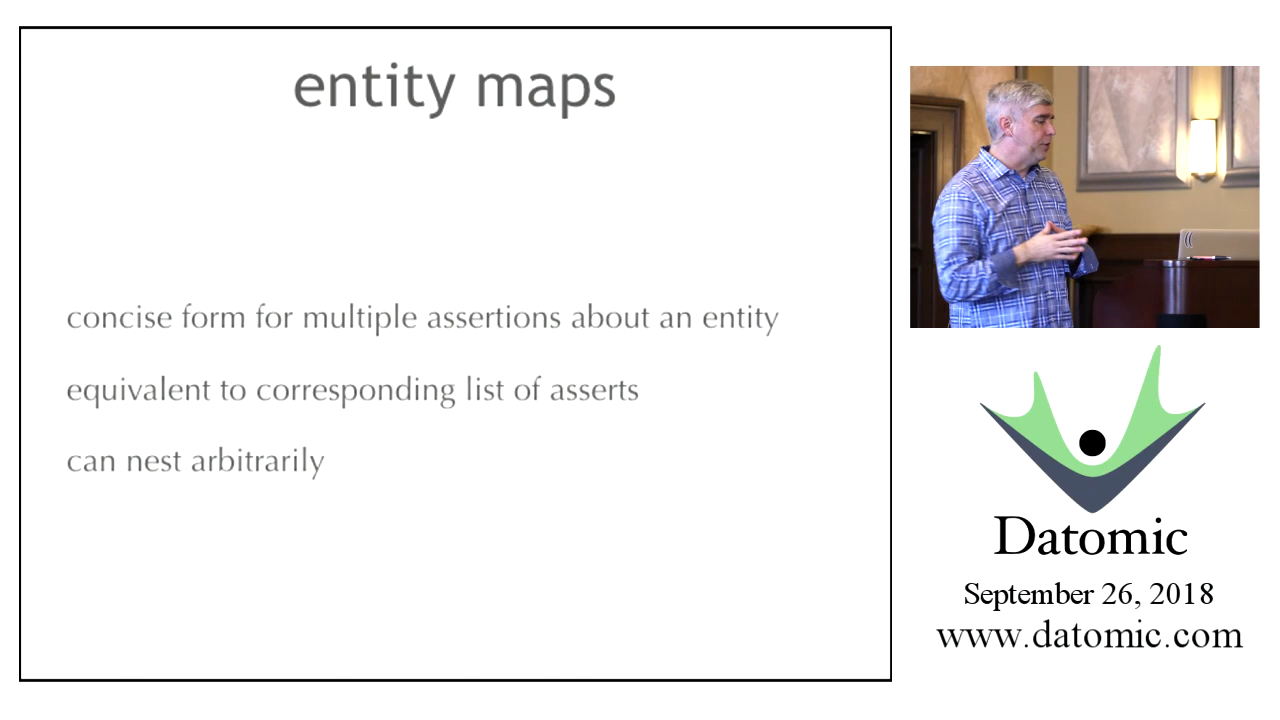 entity maps
concise form for multiple assertions about an entity
equivalent to corresponding list of asserts
can nest arbitrarily
Datomic
September 26, 2018
www.datomic.com